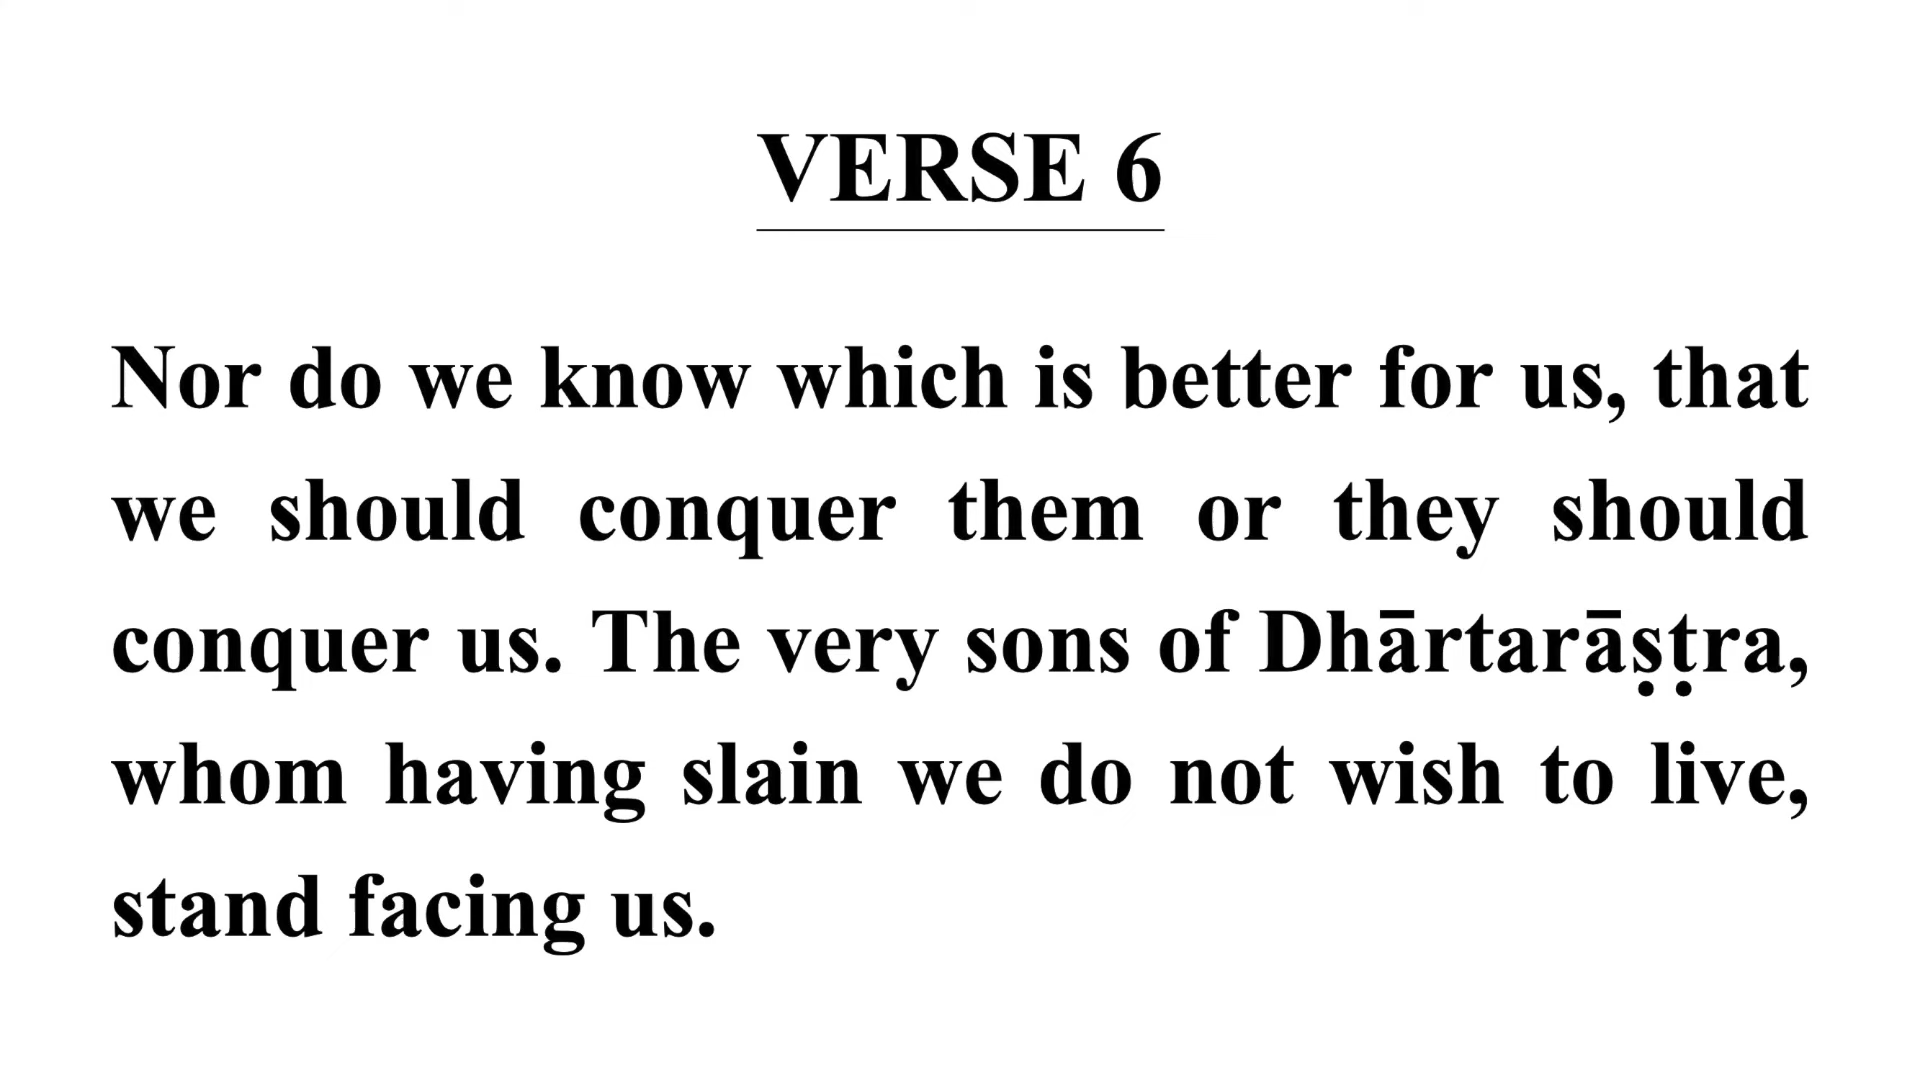 VERSE 6
Nor do we know which is better for us, that
we should conquer them or they should
conquer us. The very sons of Dhārtarāṣṭra,
whom having slain we do not wish to live,
stand facing us.